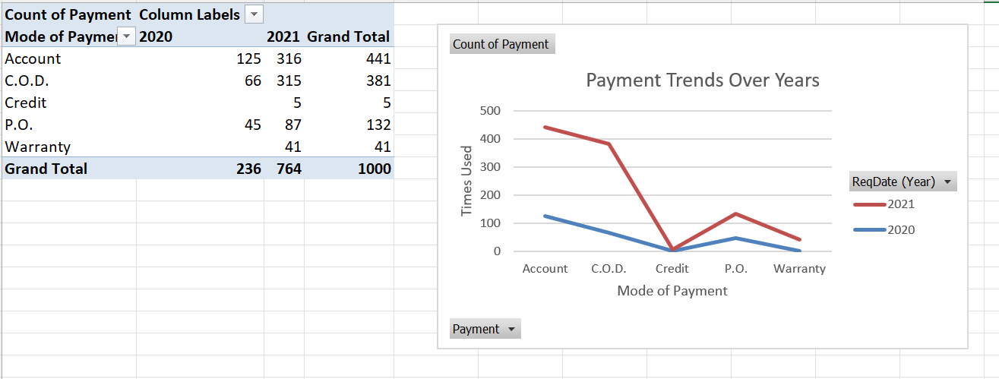 Count of Payment Column Labels
Mode of Paymen 2020 2021 Grand Total
Account 125 316 441
C.O.D. 66 315 381
Credit 5 5
P.O. 45 87 132
Warranty 41 41
Grand Total 236 764 1000
Count of Payment
Payment Trends Over Years
500
400
300
200
100
0
Times Used
Account C.O.D. Credit P.O. Warranty
Mode of Payment
ReqDate (Year)
2021
2020
Payment